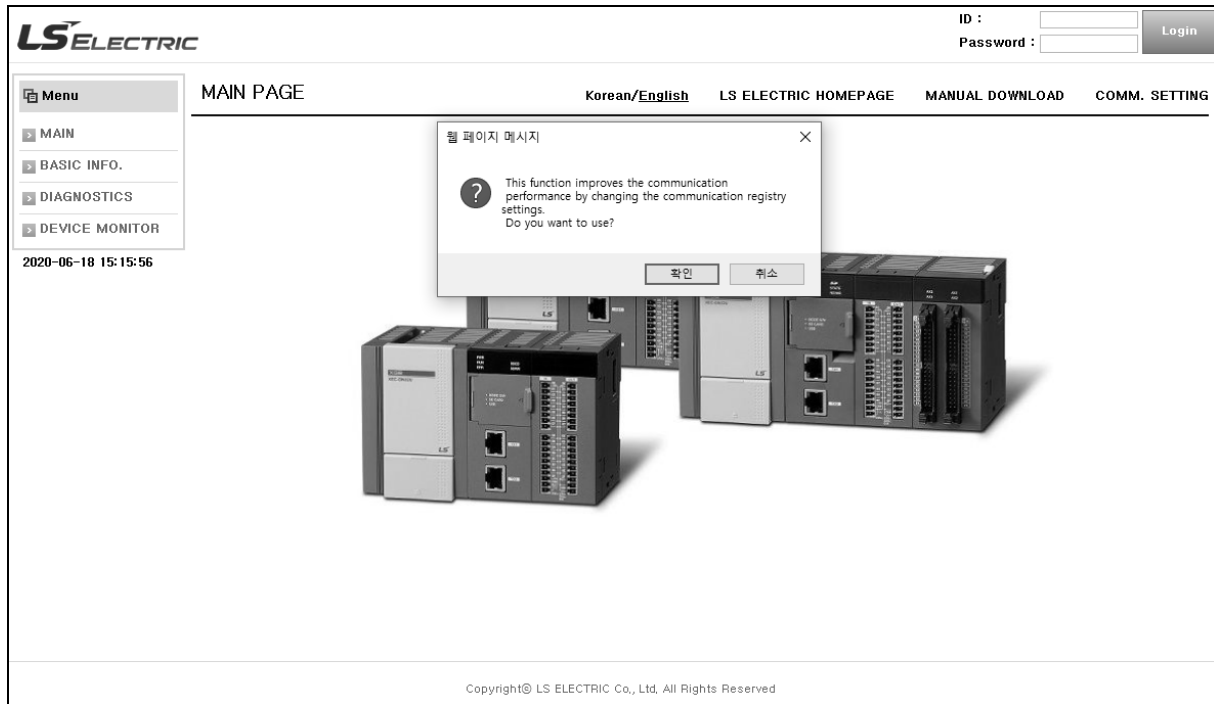 LS ELECTRIC
ID :
Password :
Login
Menu
MAIN PAGE
Korean/English
LS ELECTRIC HOMEPAGE
MANUAL DOWNLOAD
COMM. SETTING
MAIN
BASIC INFO.
DIAGNOSTICS
DEVICE MONITOR
2020-06-18 15:15:56
웹 페이지 메시지
This function improves the communication
performance by changing the communication registry
settings.
Do you want to use?
확인
취소
LS
LS
LS
Copyright© LS ELECTRIC Co., Ltd, All Rights Reserved